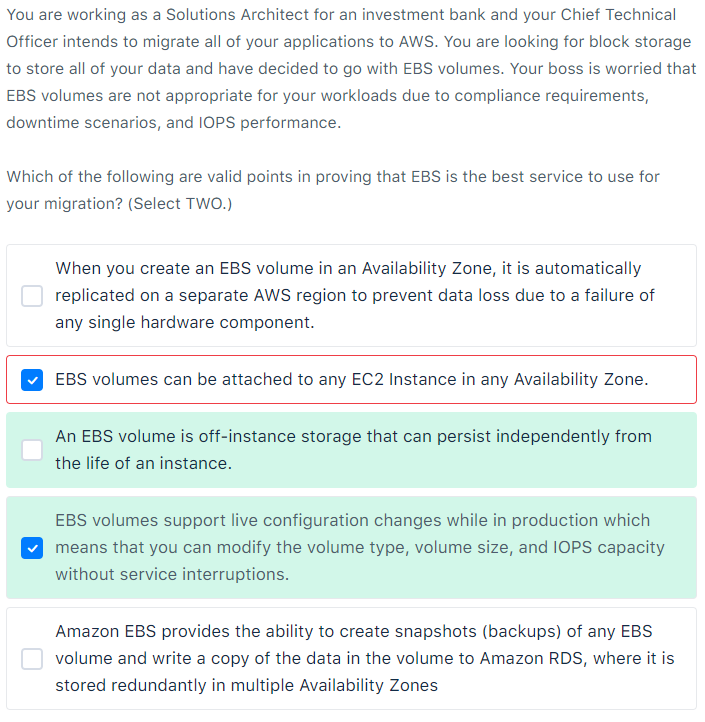 You are working as a Solutions Architect for an investment bank and your Chief Technical
Officer intends to migrate all of your applications to AWS. You are looking for block storage
to store all of your data and have decided to go with EBS volumes. Your boss is worried that
EBS volumes are not appropriate for your workloads due to compliance requirements,
downtime scenarios, and IOPS performance.
Which of the following are valid points in proving that EBS is the best service to use for
your migration? (Select TWO.)
When you create an EBS volume in an Availability Zone, it is automatically
replicated on a separate AWS region to prevent data loss due to a failure of
any single hardware component.
EBS volumes can be attached to any EC2 Instance in any Availability Zone.
An EBS volume is off-instance storage that can persist independently from
the life of an instance.
EBS volumes support live configuration changes while in production which
means that you can modify the volume type, volume size, and IOPS capacity
without service interruptions.
Amazon EBS provides the ability to create snapshots (backups) of any EBS
volume and write a copy of the data in the volume to Amazon RDS, where it is
stored redundantly in multiple Availability Zones